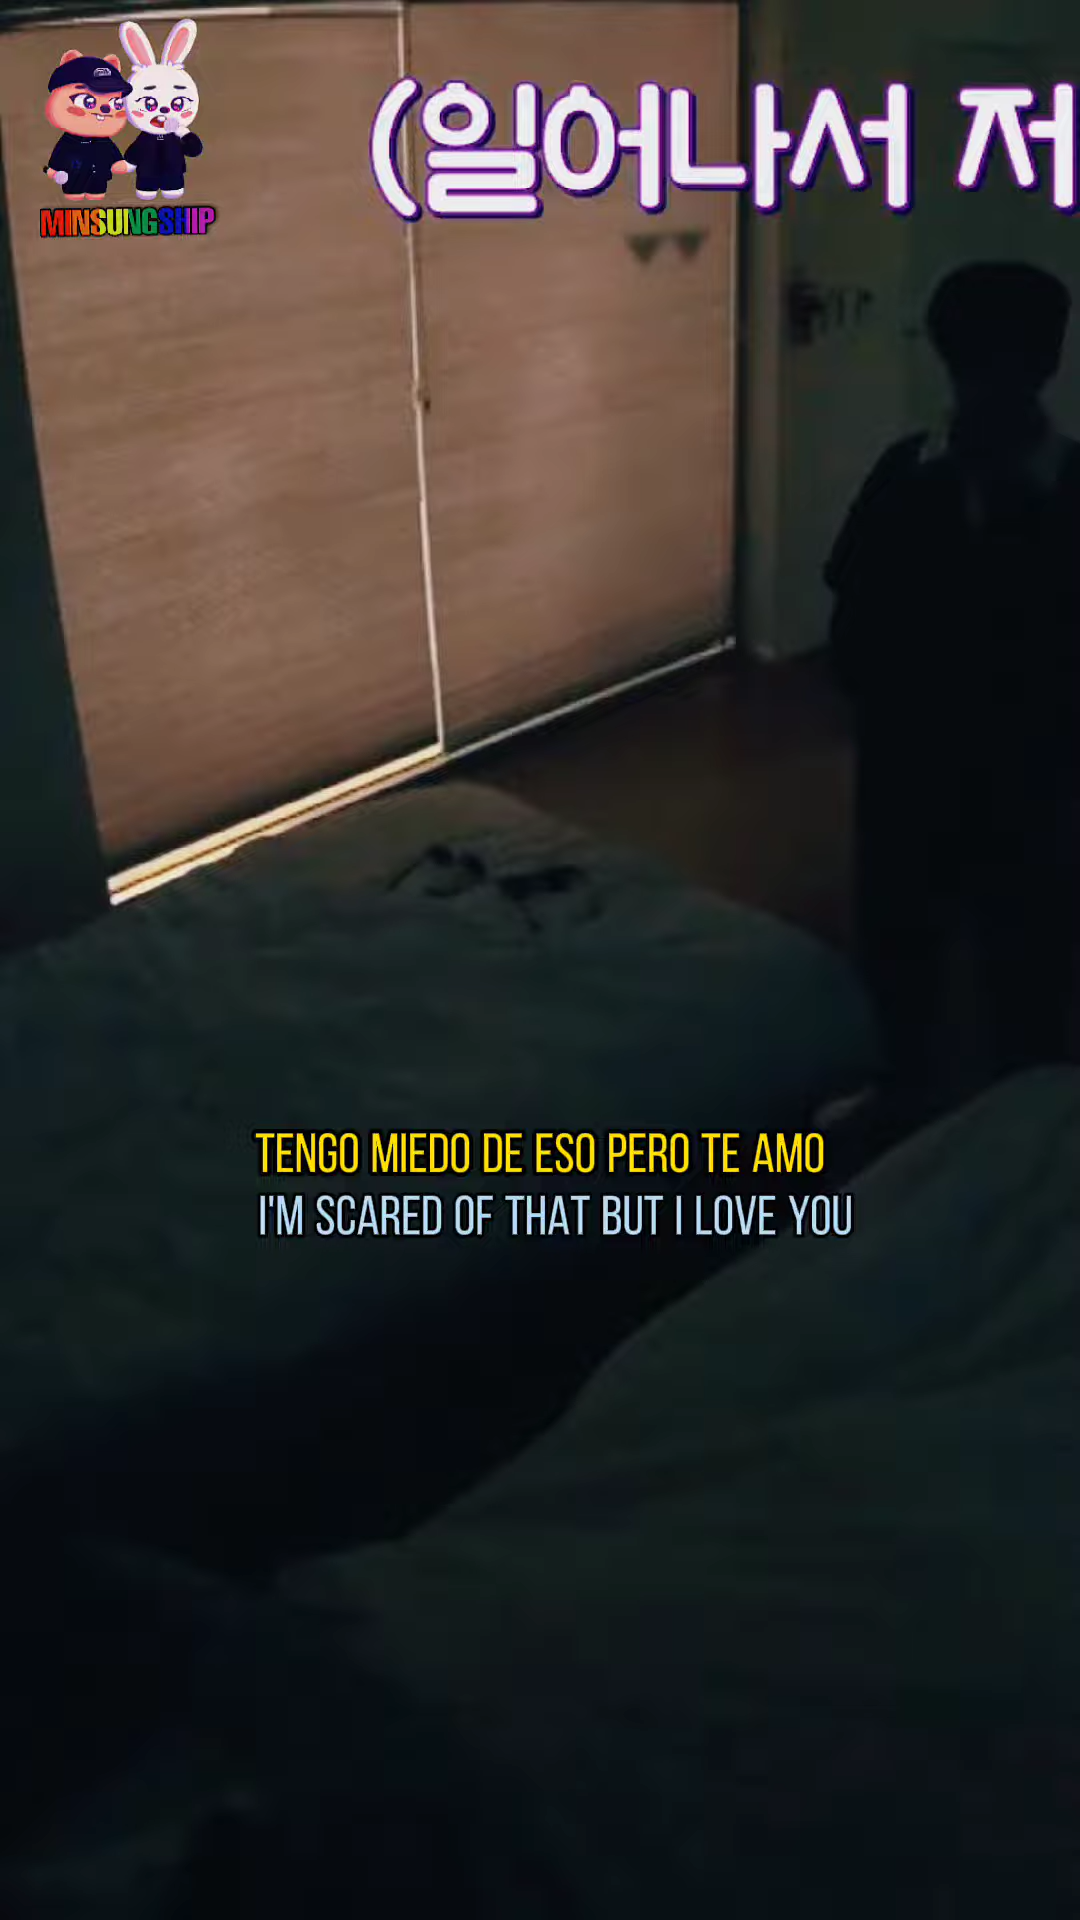 MINSUNGSHIP
(일어나서 저
TENGO MIEDO DE ESO PERO TE AMO
I'M SCARED OF THAT BUT I LOVE YOU